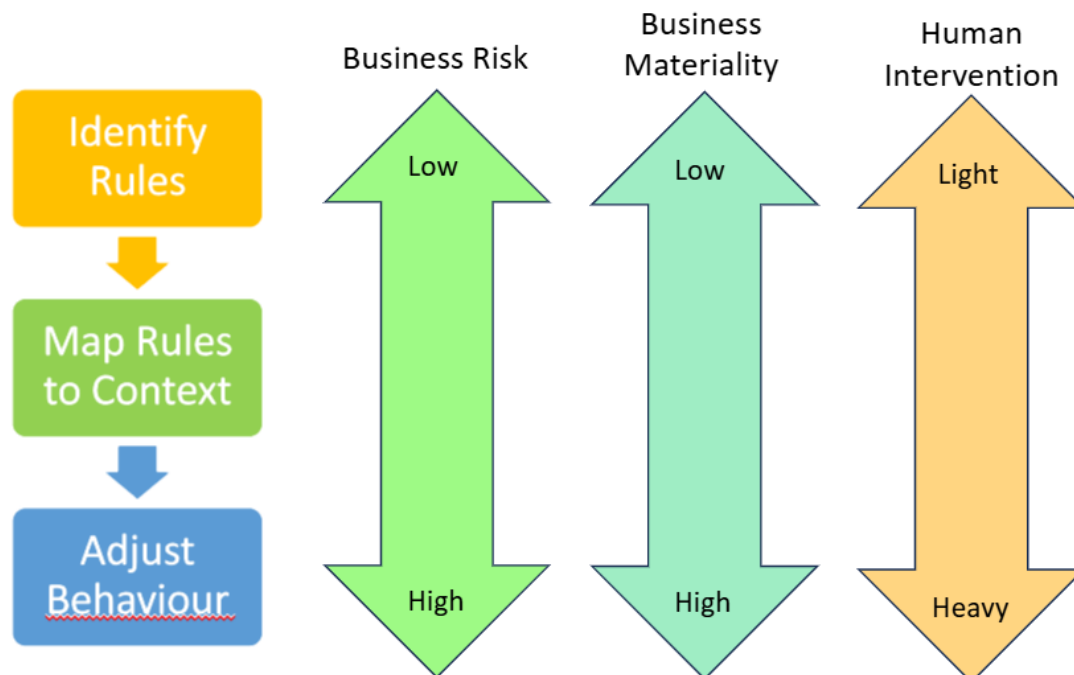 Identify
Rules
Map Rules
to Context
Adjust
Behaviour
Business Risk
Low
High
Business
Materiality
Low
High
Human
Intervention
Light
Heavy